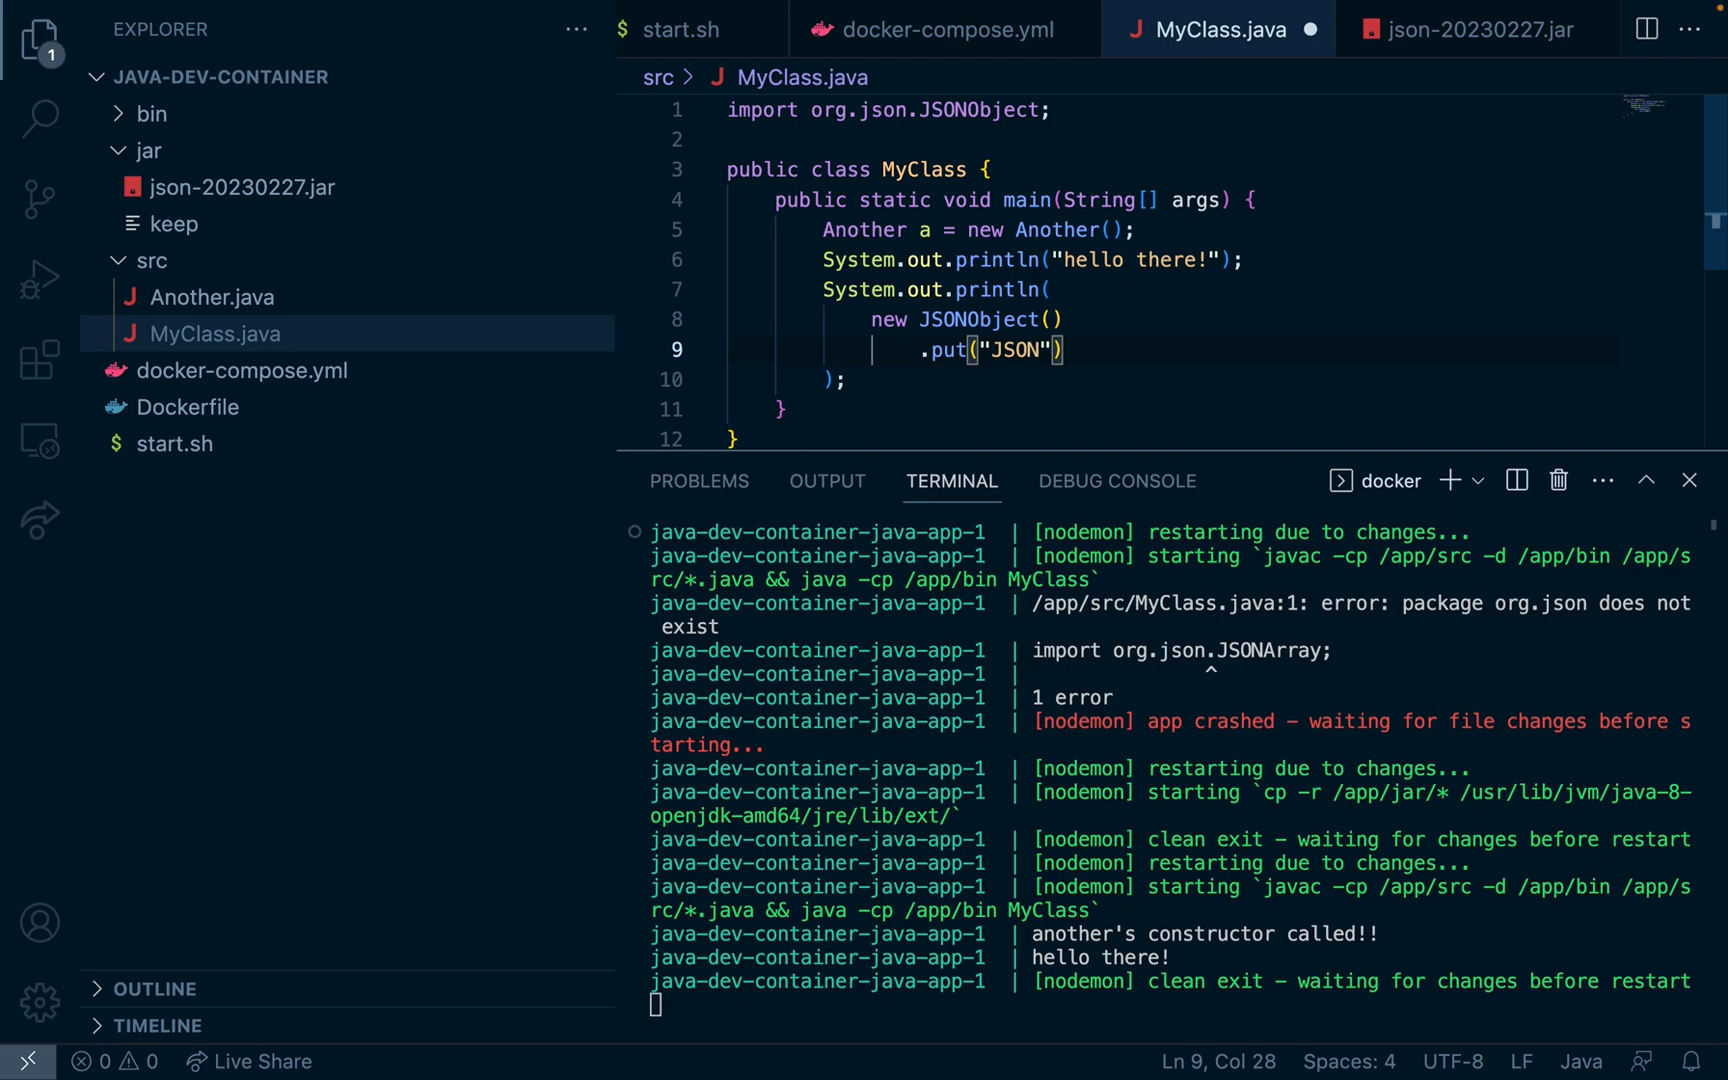 EXPLORER
1
JAVA-DEV-CONTAINER
bin
jar
json-20230227.jar
keep
src
Another.java
MyClass.java
docker-compose.yml
Dockerfile
$ start.sh
OUTLINE
TIMELINE
$ start.sh
docker-compose.yml
J MyClass.java
json-20230227.jar
src > J MyClass.java
1 import org.json.JSONObject;
2
3 public class MyClass {
4 public static void main(String[] args) {
5 Another a = new Another();
6 System.out.println("hello there!");
7 System.out.println(
8 new JSONObject()
9 .put("JSON")
10 );
11 }
12 }
PROBLEMS OUTPUT TERMINAL DEBUG CONSOLE
docker
java-dev-container-java-app-1 | [nodemon] restarting due to changes...
java-dev-container-java-app-1 | [nodemon] starting `javac -cp /app/src -d /app/bin /app/s
rc/*.java && java -cp /app/bin MyClass`
java-dev-container-java-app-1 | /app/src/MyClass.java:1: error: package org.json does not
exist
java-dev-container-java-app-1 | import org.json.JSONArray;
java-dev-container-java-app-1 | ^
java-dev-container-java-app-1 | 1 error
java-dev-container-java-app-1 | [nodemon] app crashed - waiting for file changes before s
tarting...
java-dev-container-java-app-1 | [nodemon] restarting due to changes...
java-dev-container-java-app-1 | [nodemon] starting `cp -r /app/jar/* /usr/lib/jvm/java-8-
openjdk-amd64/jre/lib/ext/`
java-dev-container-java-app-1 | [nodemon] clean exit - waiting for changes before restart
java-dev-container-java-app-1 | [nodemon] restarting due to changes...
java-dev-container-java-app-1 | [nodemon] starting `javac -cp /app/src -d /app/bin /app/s
rc/*.java && java -cp /app/bin MyClass`
java-dev-container-java-app-1 | another's constructor called!!
java-dev-container-java-app-1 | hello there!
java-dev-container-java-app-1 | [nodemon] clean exit - waiting for changes before restart
0 0 Live Share
Ln 9, Col 28 Spaces: 4 UTF-8 LF Java